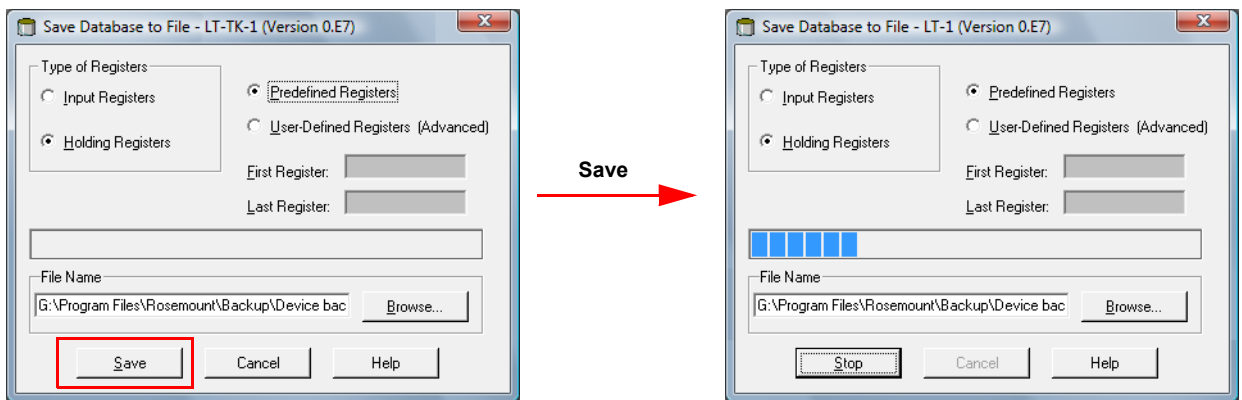 Save Database to File - LT-TK-1 (Version 0.E7)
Type of Registers
Input Registers
Holding Registers
Predefined Registers
User-Defined Registers (Advanced)
First Register:
Last Register:
File Name
G:\Program Files\Rosemount\Backup\Device bac
Browse...
Save
Cancel
Help
Save
Save Database to File - LT-1 (Version 0.E7)
Type of Registers
Input Registers
Holding Registers
Predefined Registers
User-Defined Registers (Advanced)
First Register:
Last Register:
File Name
G:\Program Files\Rosemount\Backup\Device bac
Browse...
Stop
Cancel
Help